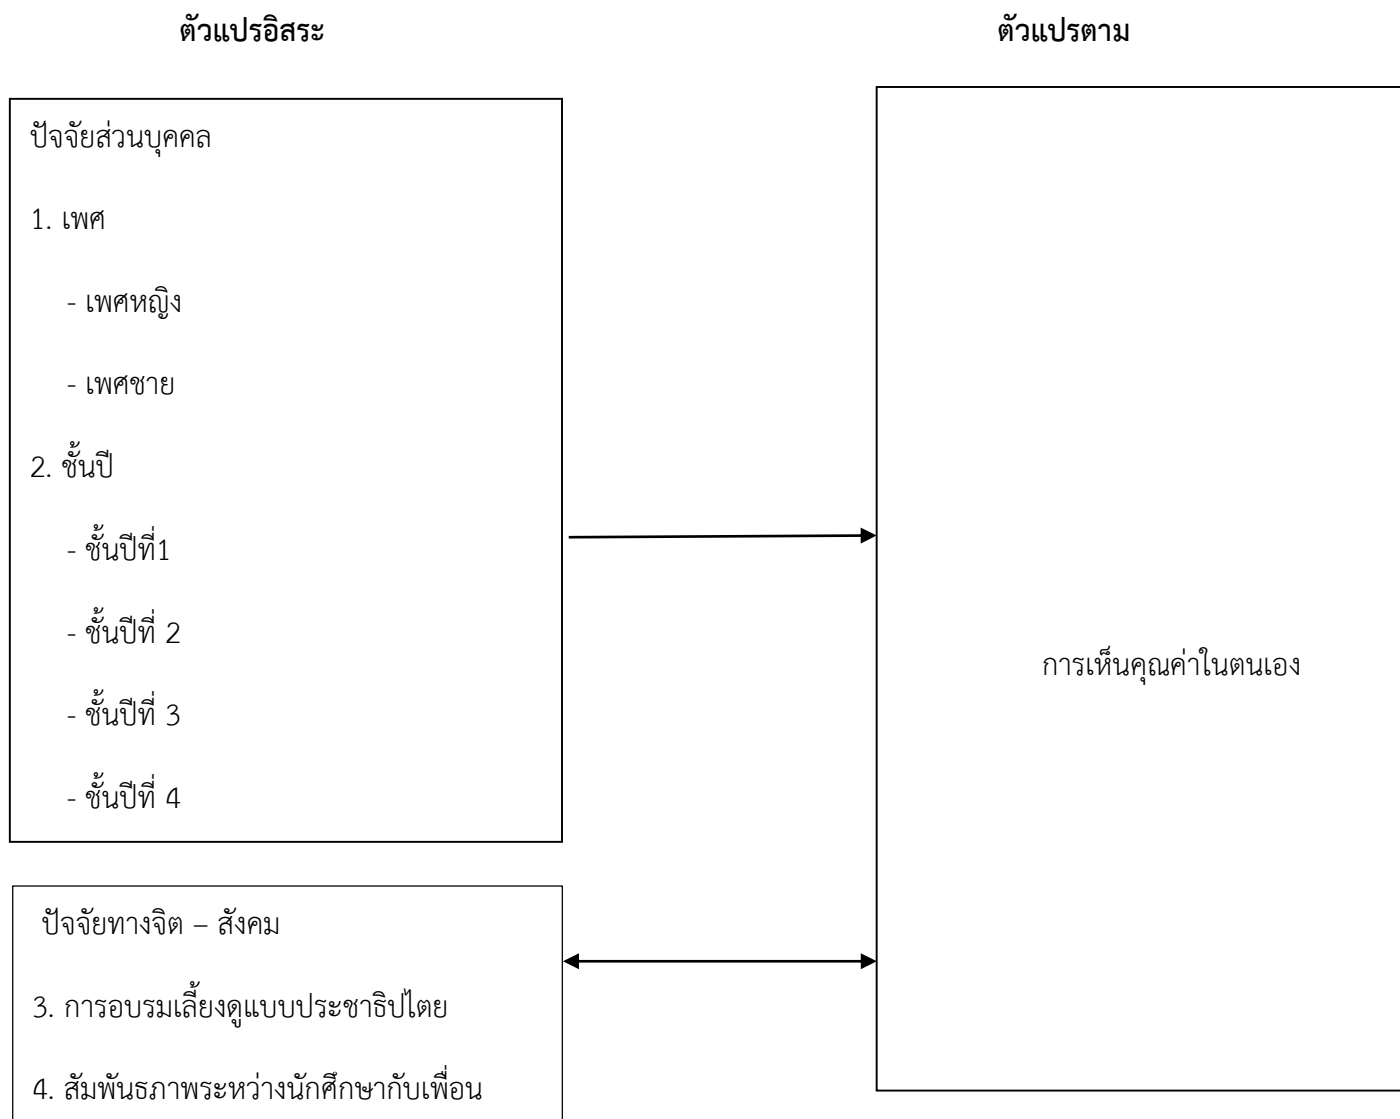 ตัวแปรอิสระ
ตัวแปรตาม
ปัจจัยส่วนบุคคล
1. เพศ
- เพศหญิง
- เพศชาย
2. ชั้นปี
- ชั้นปีที่1
- ชั้นปีที่ 2
- ชั้นปีที่ 3
- ชั้นปีที่ 4
ปัจจัยทางจิต – สังคม
3. การอบรมเลี้ยงดูแบบประชาธิปไตย
4. สัมพันธภาพระหว่างนักศึกษากับเพื่อน
การเห็นคุณค่าในตนเอง